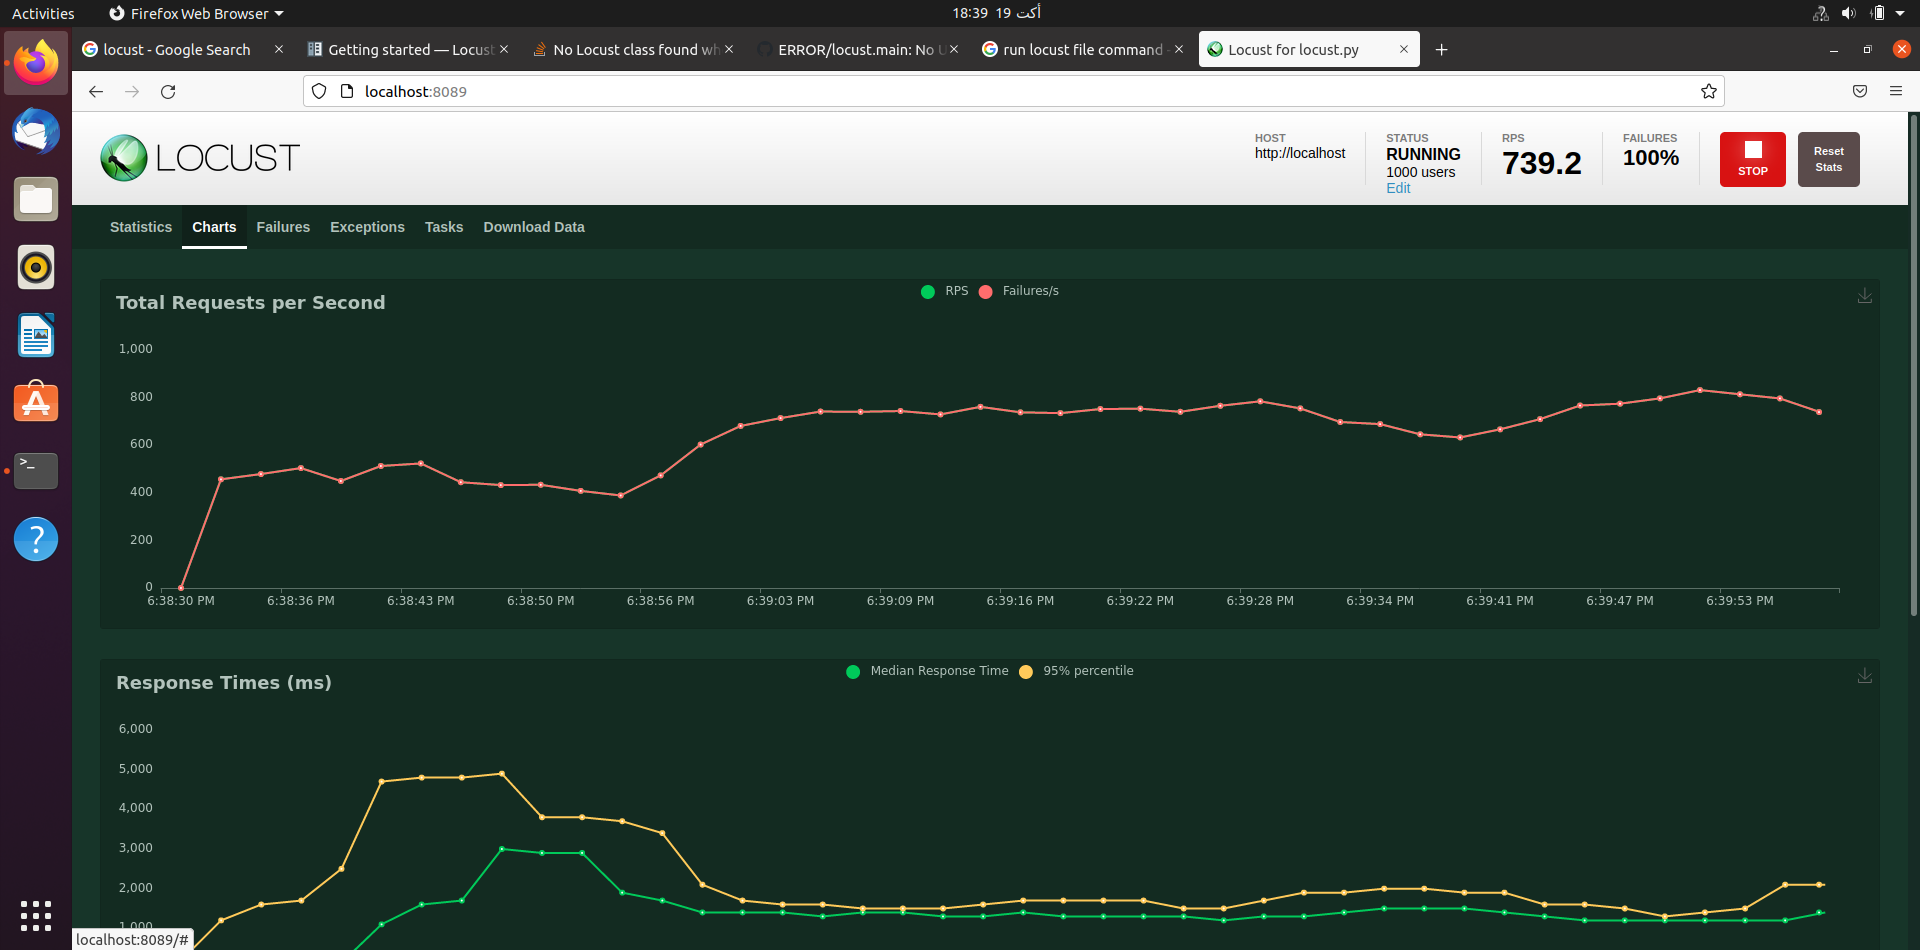 Activities
Firefox Web Browser
18:39 19 أكت
locust - Google Search
Getting started — Locust
No Locust class found wh
ERROR/locust.main: No U
run locust file command -
Locust for locust.py
localhost:8089
LOCUST
HOST
http://localhost
STATUS
RUNNING
1000 users
Edit
RPS
739.2
FAILURES
100%
STOP
Reset
Stats
Statistics
Charts
Failures
Exceptions
Tasks
Download Data
Total Requests per Second
RPS
Failures/s
1,000
800
600
400
200
0
6:38:30 PM
6:38:36 PM
6:38:43 PM
6:38:50 PM
6:38:56 PM
6:39:03 PM
6:39:09 PM
6:39:16 PM
6:39:22 PM
6:39:28 PM
6:39:34 PM
6:39:41 PM
6:39:47 PM
6:39:53 PM
Response Times (ms)
Median Response Time
95% percentile
6,000
5,000
4,000
3,000
2,000
1,000
localhost:8089/#